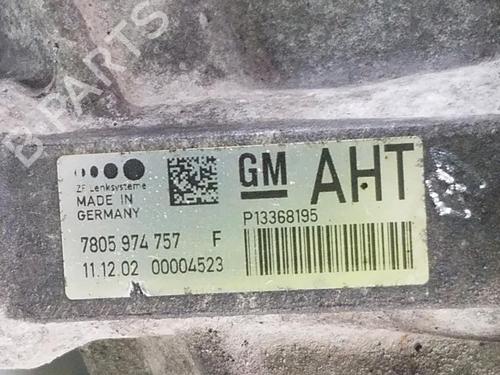 B-PARTS
ZF Lenksysteme
MADE IN
GERMANY
GM
AHT
P13368195
7805 974 757 F
11.12.02 00004523